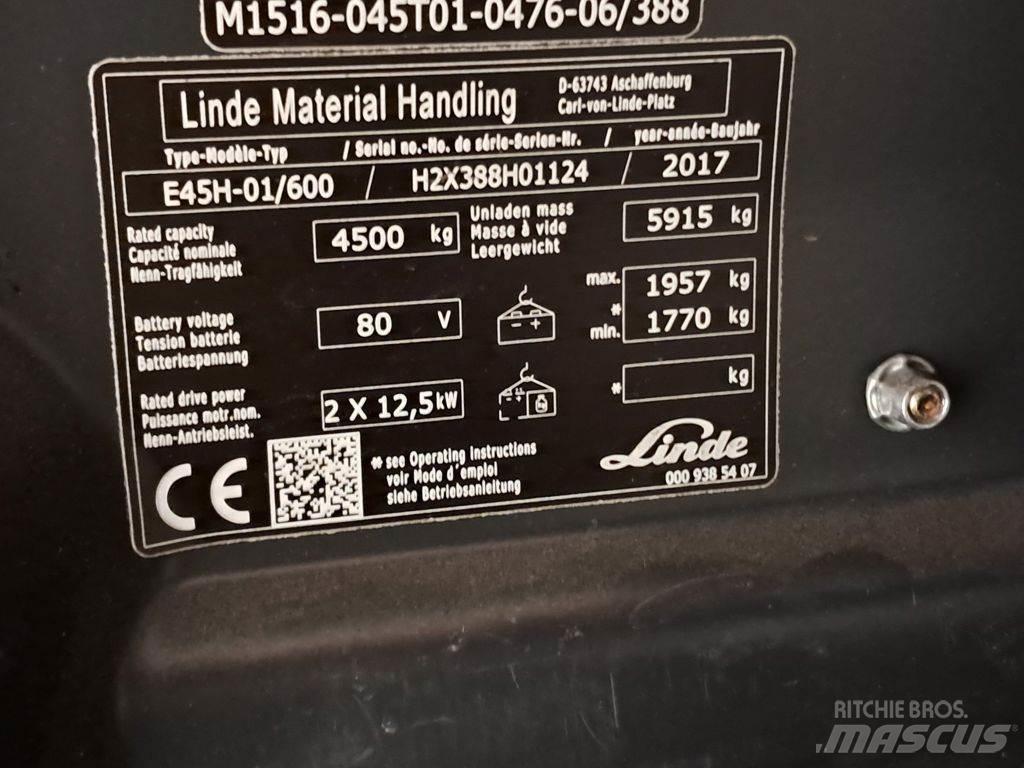 M1516-045T01-0476-06/388
Linde Material Handling
D-63743 Aschaffenburg
Carl-von-Linde-Platz
Type-Modèle-Typ / Serial no.-No. de série-Serien-Nr. / year-année-Baujahr
E45H-01/600 / H2X388H01124 / 2017
Rated capacity
Capacité nominale
Nenn-Tragfähigkeit
4500 kg
Unladen mass
Masse à vide
Leergewicht
5915 kg
Battery voltage
Tension batterie
Batteriespannung
80 V
- +
max. 1957 kg
*
min. 1770 kg
Rated drive power
Puissance motr.nom.
Nenn-Antriebsleist.
2 X 12,5 kW
* kg
CE
* see Operating Instructions
voir Mode d'emploi
siehe Betriebsanleitung
Linde
000 938 54 07
RITCHIE BROS.
MASCUS